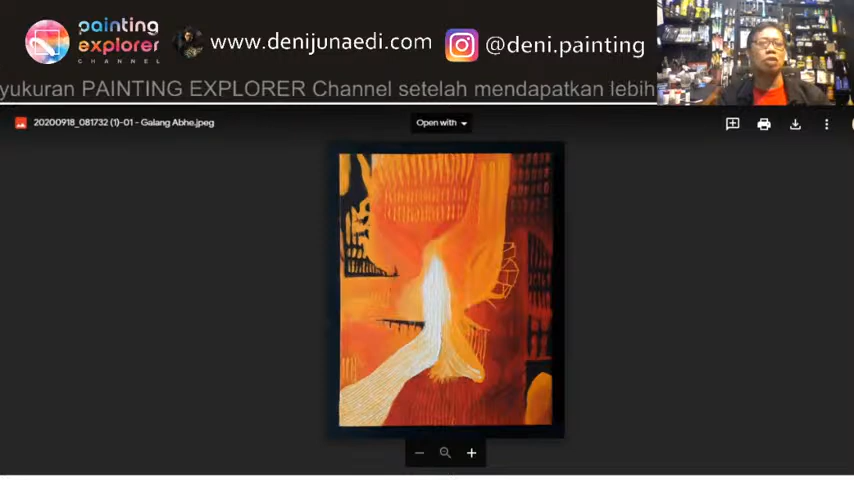 painting
explorer
CHANNEL
www.denijunaedi.com
@deni.painting
yukuran PAINTING EXPLORER Channel setelah mendapatkan lebih
20200918_081732 (1)-01 - Galang Abhe.jpeg
Open with